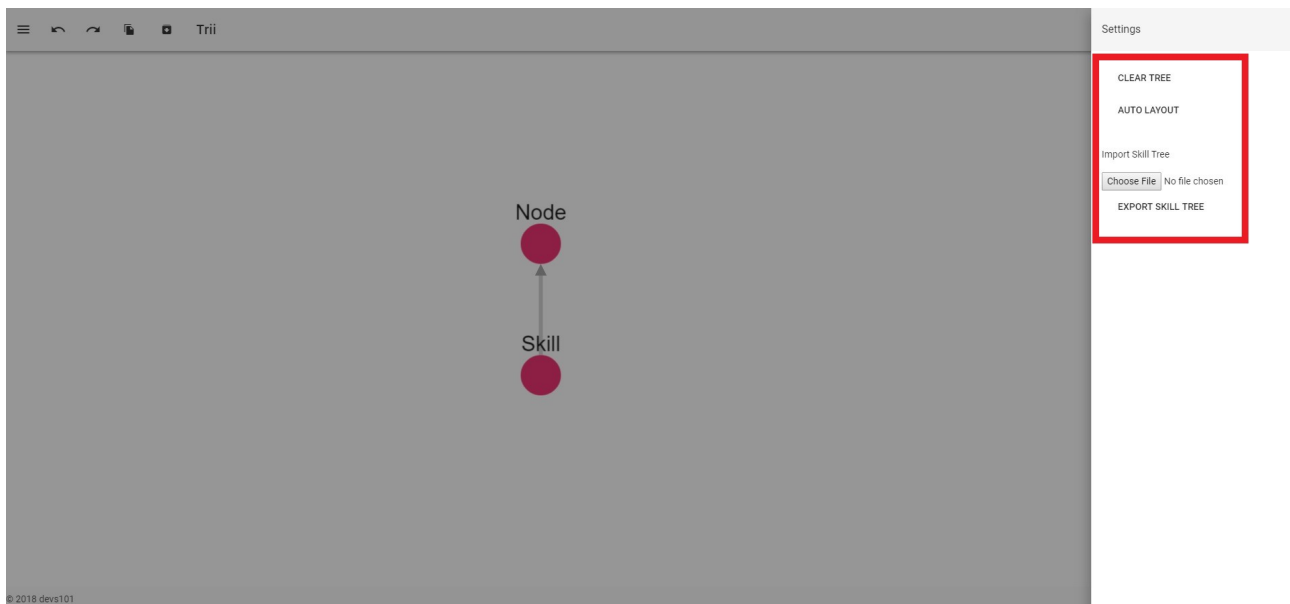 Trii
Settings
CLEAR TREE
AUTO LAYOUT
Import Skill Tree
Choose File No file chosen
EXPORT SKILL TREE
Node
Skill
© 2018 devs101